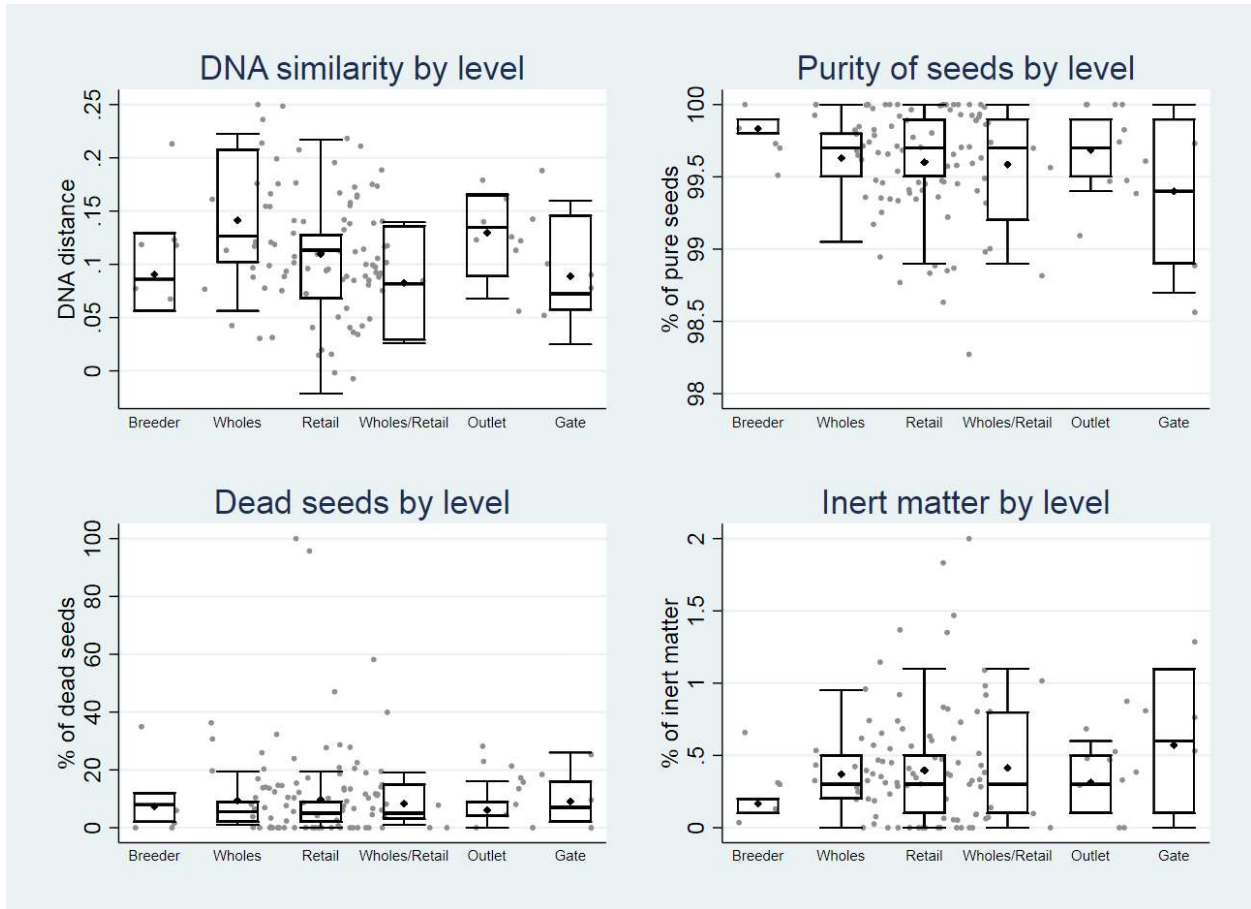 DNA similarity by level
DNA distance
.25
.2
.15
.1
.05
0
Breeder Wholes Retail Wholes/Retail Outlet Gate
Purity of seeds by level
% of pure seeds
100
99.5
99
98.5
98
Breeder Wholes Retail Wholes/Retail Outlet Gate
Dead seeds by level
% of dead seeds
100
80
60
40
20
0
Breeder Wholes Retail Wholes/Retail Outlet Gate
Inert matter by level
% of inert matter
2
1.5
1
.5
0
Breeder Wholes Retail Wholes/Retail Outlet Gate